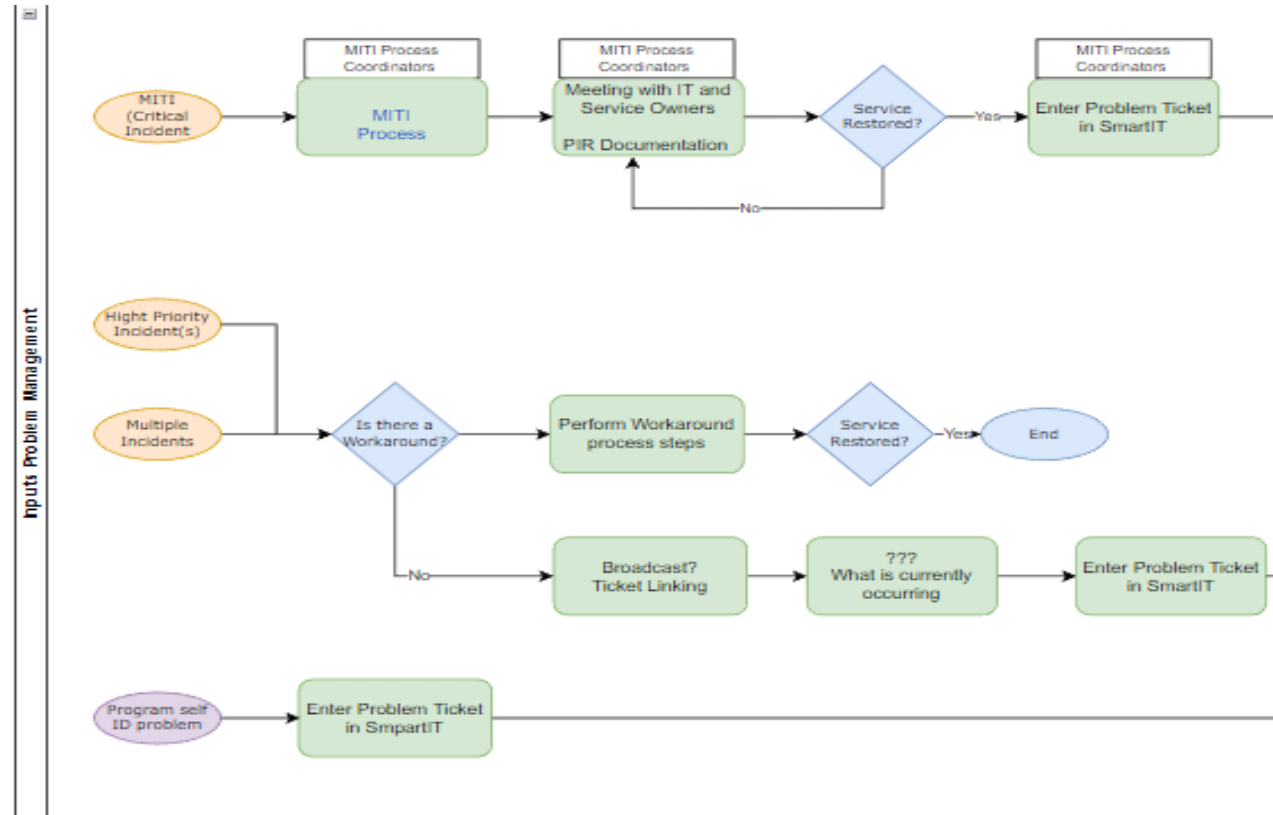 Inputs Problem Management
MITI Process
Coordinators
MITI Process
Coordinators
MITI Process
Coordinators
MITI
(Critical
Incident
MITI
Process
Meeting with IT and
Service Owners
PIR Documentation
Service
Restored?
Yes
Enter Problem Ticket
in SmartIT
No
Hight Priority
Incident(s)
Multiple
Incidents
Is there a
Workaround?
Perform Workaround
process steps
Service
Restored?
Yes
End
No
Broadcast?
Ticket Linking
???
What is currently
occurring
Enter Problem Ticket
in SmartIT
Program self
ID problem
Enter Problem Ticket
in SmpartIT